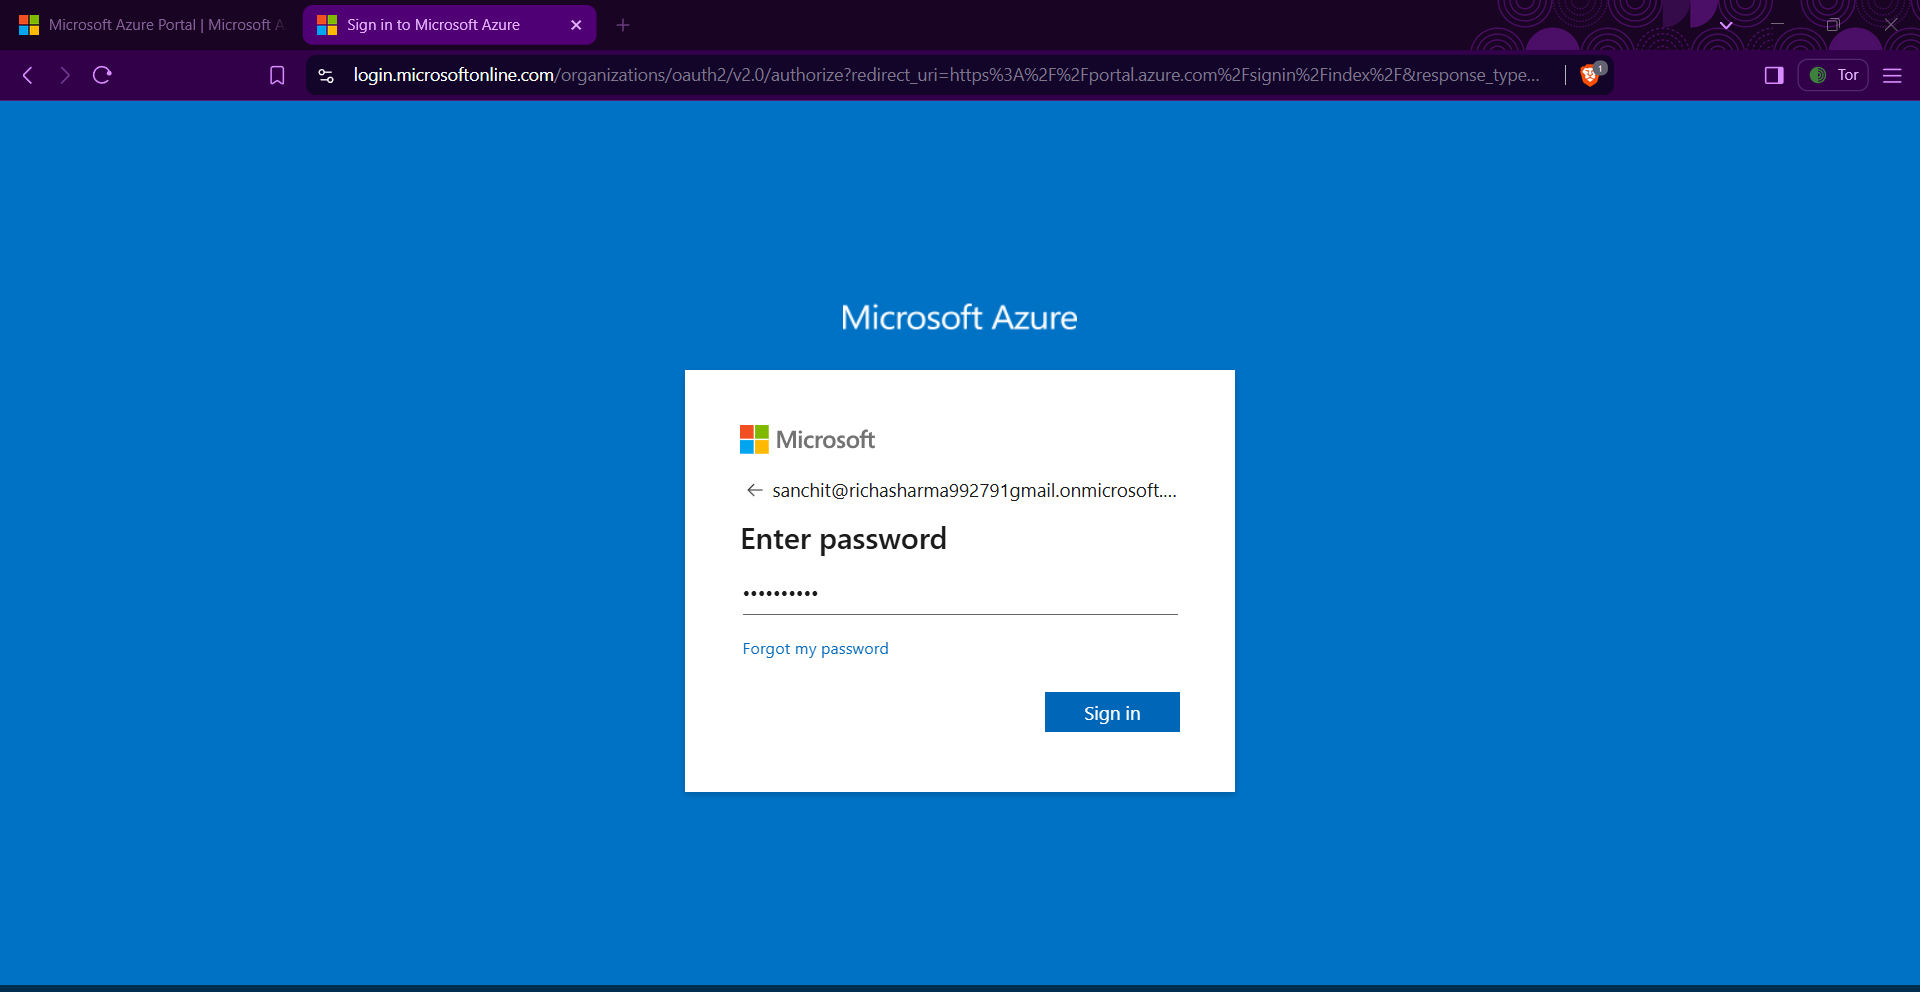 Microsoft Azure Portal | Microsoft A
Sign in to Microsoft Azure
login.microsoftonline.com/organizations/oauth2/v2.0/authorize?redirect_uri=https%3A%2F%2Fportal.azure.com%2Fsignin%2Findex%2F&response_type...
1
Tor
Microsoft Azure
Microsoft
sanchit@richasharma992791gmail.onmicrosoft....
Enter password
••••••••••
Forgot my password
Sign in